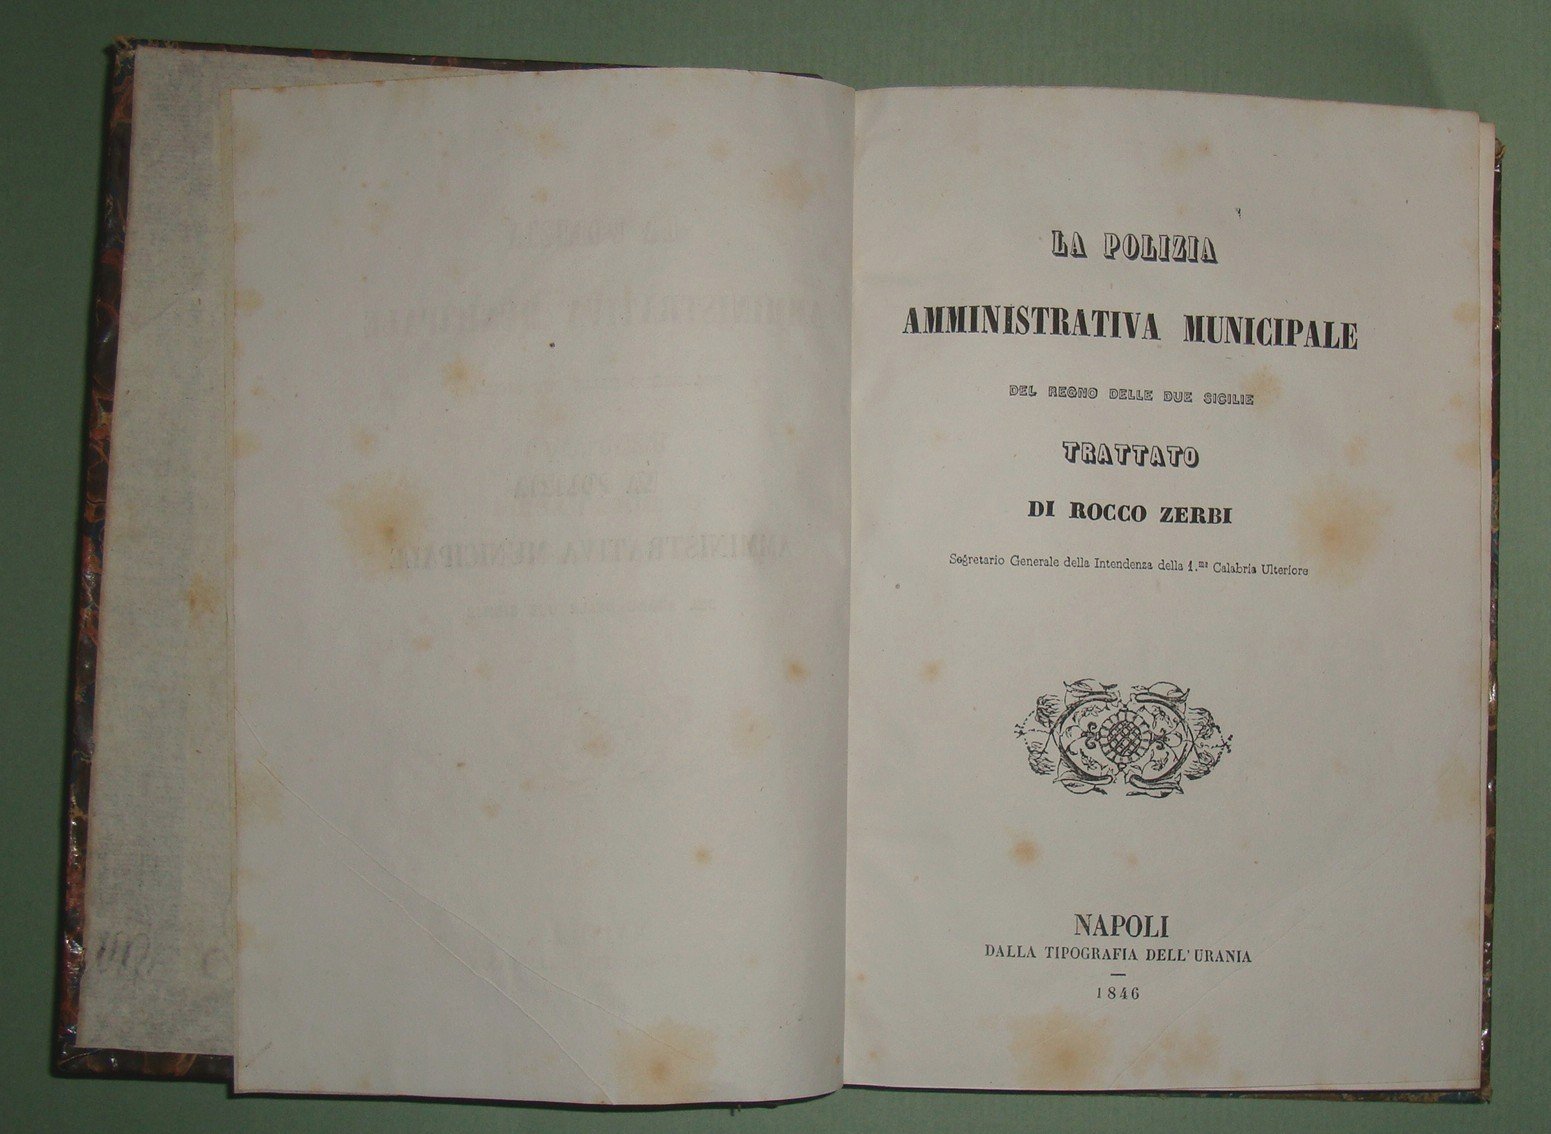 LA POLIZIA
AMMINISTRATIVA MUNICIPALE
DEL REGNO DELLE DUE SICILIE
TRATTATO
DI ROCCO ZERBI
Segretario Generale della Intendenza della 1.ma Calabria Ulteriore
NAPOLI
DALLA TIPOGRAFIA DELL'URANIA
1846